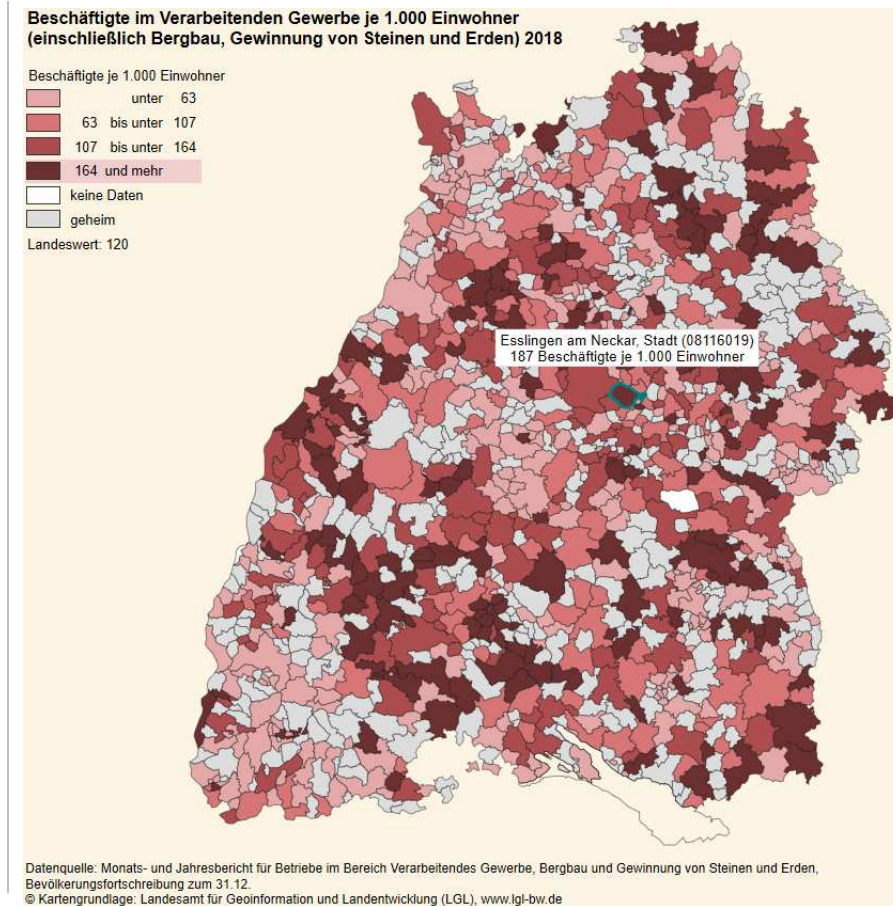 Beschäftigte im Verarbeitenden Gewerbe je 1.000 Einwohner
(einschließlich Bergbau, Gewinnung von Steinen und Erden) 2018
Beschäftigte je 1.000 Einwohner
unter 63
63 bis unter 107
107 bis unter 164
164 und mehr
keine Daten
geheim
Landeswert: 120
Esslingen am Neckar, Stadt (08116019)
187 Beschäftigte je 1.000 Einwohner
Datenquelle: Monats- und Jahresbericht für Betriebe im Bereich Verarbeitendes Gewerbe, Bergbau und Gewinnung von Steinen und Erden,
Bevölkerungsfortschreibung zum 31.12.
© Kartengrundlage: Landesamt für Geoinformation und Landentwicklung (LGL), www.lgl-bw.de